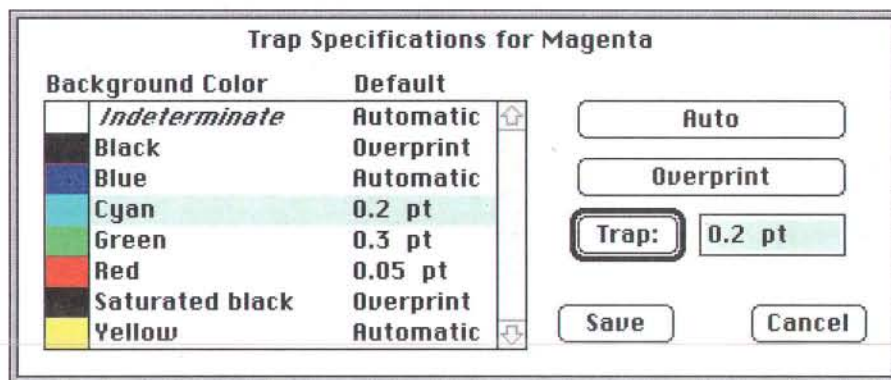 Trap Specifications for Magenta
Background Color Default
Indeterminate Automatic
Black Overprint
Blue Automatic
Cyan 0.2 pt
Green 0.3 pt
Red 0.05 pt
Saturated black Overprint
Yellow Automatic
Auto
Overprint
Trap: 0.2 pt
Save Cancel